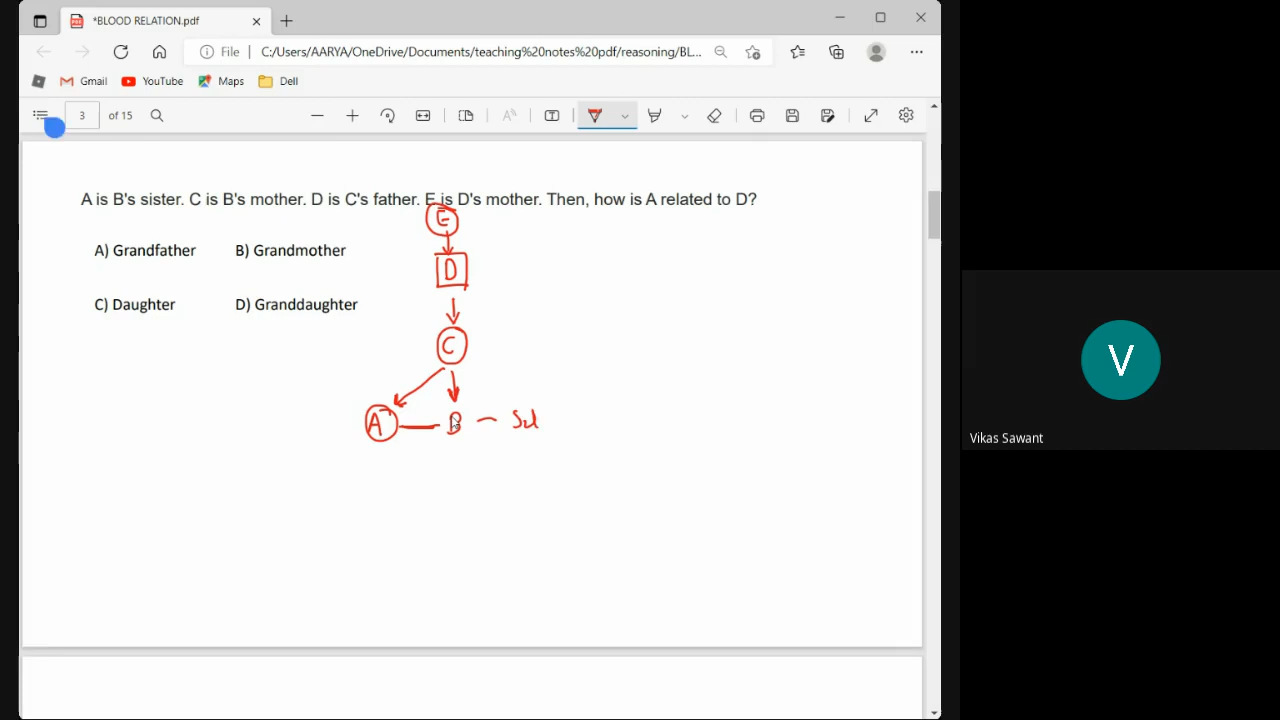 *BLOOD RELATION.pdf
File C:/Users/AARYA/OneDrive/Documents/teaching%20notes%20pdf/reasoning/BL...
Gmail YouTube Maps Dell
3 of 15
A is B's sister. C is B's mother. D is C's father. E is D's mother. Then, how is A related to D?
E
A) Grandfather B) Grandmother
D
C) Daughter D) Granddaughter
C
A B
V
Vikas Sawant